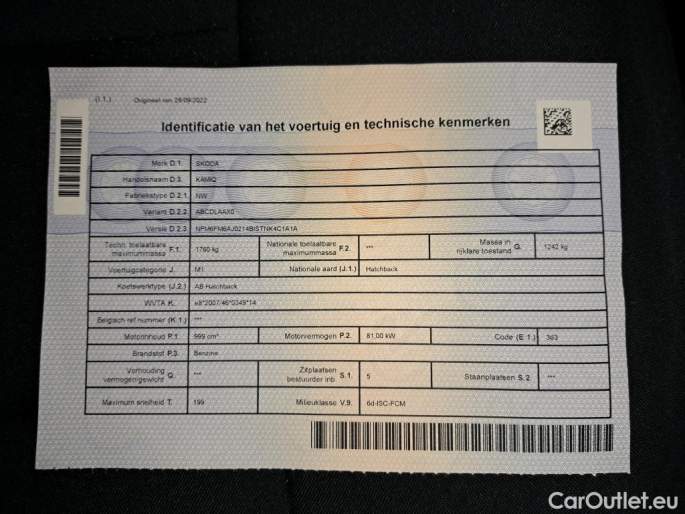 (I.1.) Origineel van 29/09/2022
Identificatie van het voertuig en technische kenmerken
Merk D.1. SKODA
Handelsnaam D.3. KAMIQ
Fabriekstype D.2.1. NW
Variant D.2.2. ABCDLAAX0
Versie D.2.3. NFM6FM6AJ0214BISTNK4C1A1A
Techn. toelaatbare maximummassa F.1. 1760 kg Nationale toelaatbare maximummassa F.2. *** Massa in rijklare toestand G. 1242 kg
Voertuigcategorie J. M1 Nationale aard (J.1.) Hatchback
Koetswerktype (J.2.) AB Hatchback
WVTA K. e8*2007/46*0349*14
Belgisch ref nummer (K.1.) ***
Motorinhoud P.1. 999 cm³ Motorvermogen P.2. 81,00 kW Code (E.1.) 363
Brandstof P.3. Benzine
Verhouding vermogen/gewicht Q. *** Zitplaatsen bestuurder inb. S.1. 5 Staanplaatsen S.2. ***
Maximum snelheid T. 199 Milieuklasse V.9. 6d-ISC-FCM
CarOutlet.eu